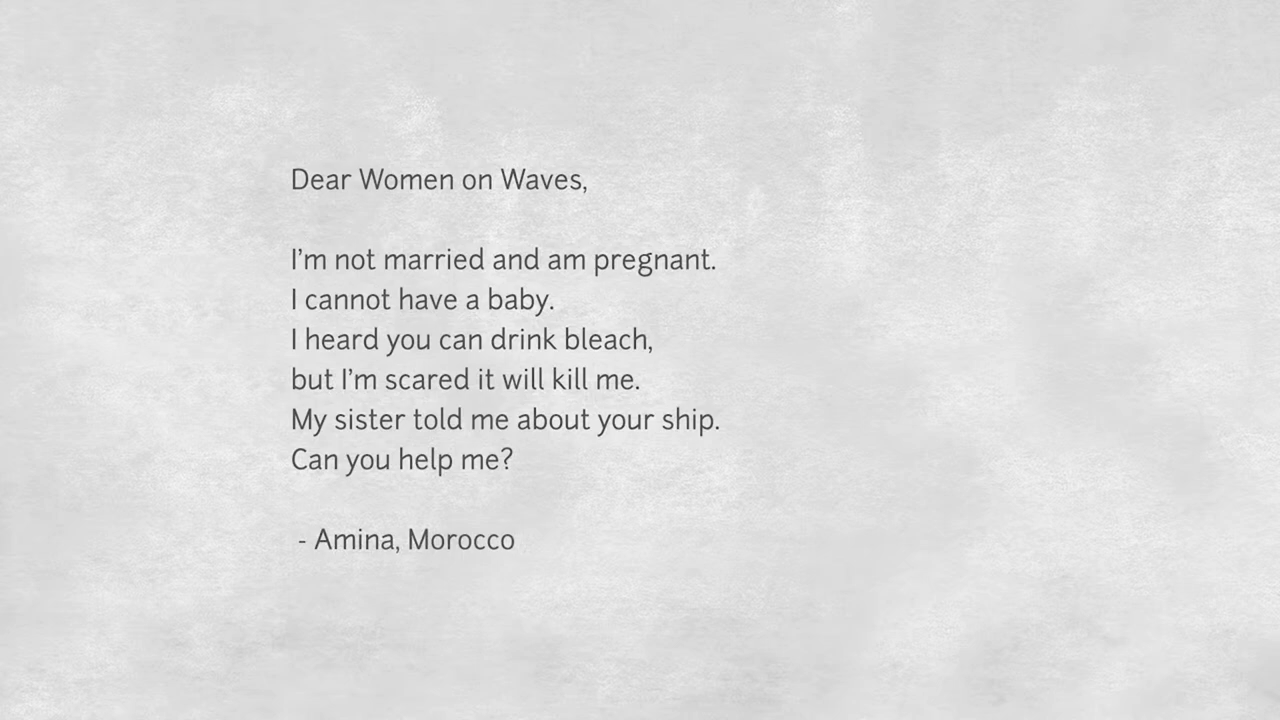 Dear Women on Waves,
I'm not married and am pregnant.
I cannot have a baby.
I heard you can drink bleach,
but I'm scared it will kill me.
My sister told me about your ship.
Can you help me?
- Amina, Morocco